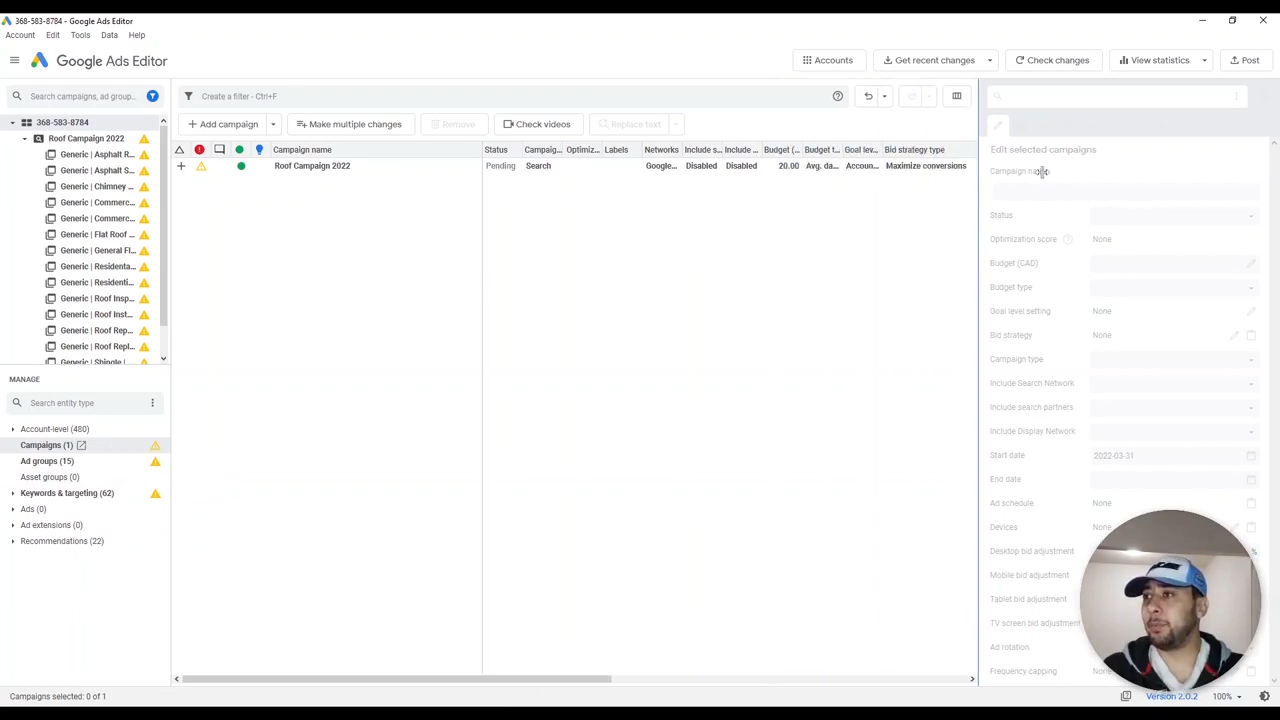 368-583-8784 - Google Ads Editor
Account Edit Tools Data Help
Google Ads Editor
Accounts
Get recent changes
Check changes
View statistics
Post
Search campaigns, ad group...
Create a filter - Ctrl+F
368-583-8784
Roof Campaign 2022
Generic | Asphalt R...
Generic | Asphalt S...
Generic | Chimney ...
Generic | Commerc...
Generic | Commerc...
Generic | Flat Roof ...
Generic | General Fl...
Generic | Residenta...
Generic | Residenti...
Generic | Roof Insp...
Generic | Roof Inst...
Generic | Roof Rep...
Generic | Roof Repl...
Generic | Shingle |
MANAGE
Search entity type
Account-level (480)
Campaigns (1)
Ad groups (15)
Asset groups (0)
Keywords & targeting (62)
Ads (0)
Ad extensions (0)
Recommendations (22)
Campaigns selected: 0 of 1
Add campaign
Make multiple changes
Remove
Check videos
Replace text
Campaign name Status Campaig... Optimiz... Labels Networks Include s... Include ... Budget (... Budget t... Goal lev... Bid strategy type
Roof Campaign 2022 Pending Search Google... Disabled Disabled 20.00 Avg. da... Accoun... Maximize conversions
Edit selected campaigns
Campaign name
Status
Optimization score None
Budget (CAD)
Budget type
Goal level setting None
Bid strategy None
Campaign type
Include Search Network
Include search partners
Include Display Network
Start date 2022-03-31
End date
Ad schedule None
Devices None
Desktop bid adjustment %
Mobile bid adjustment
Tablet bid adjustment
TV screen bid adjustment
Ad rotation
Frequency capping
Version 2.0.2 100%